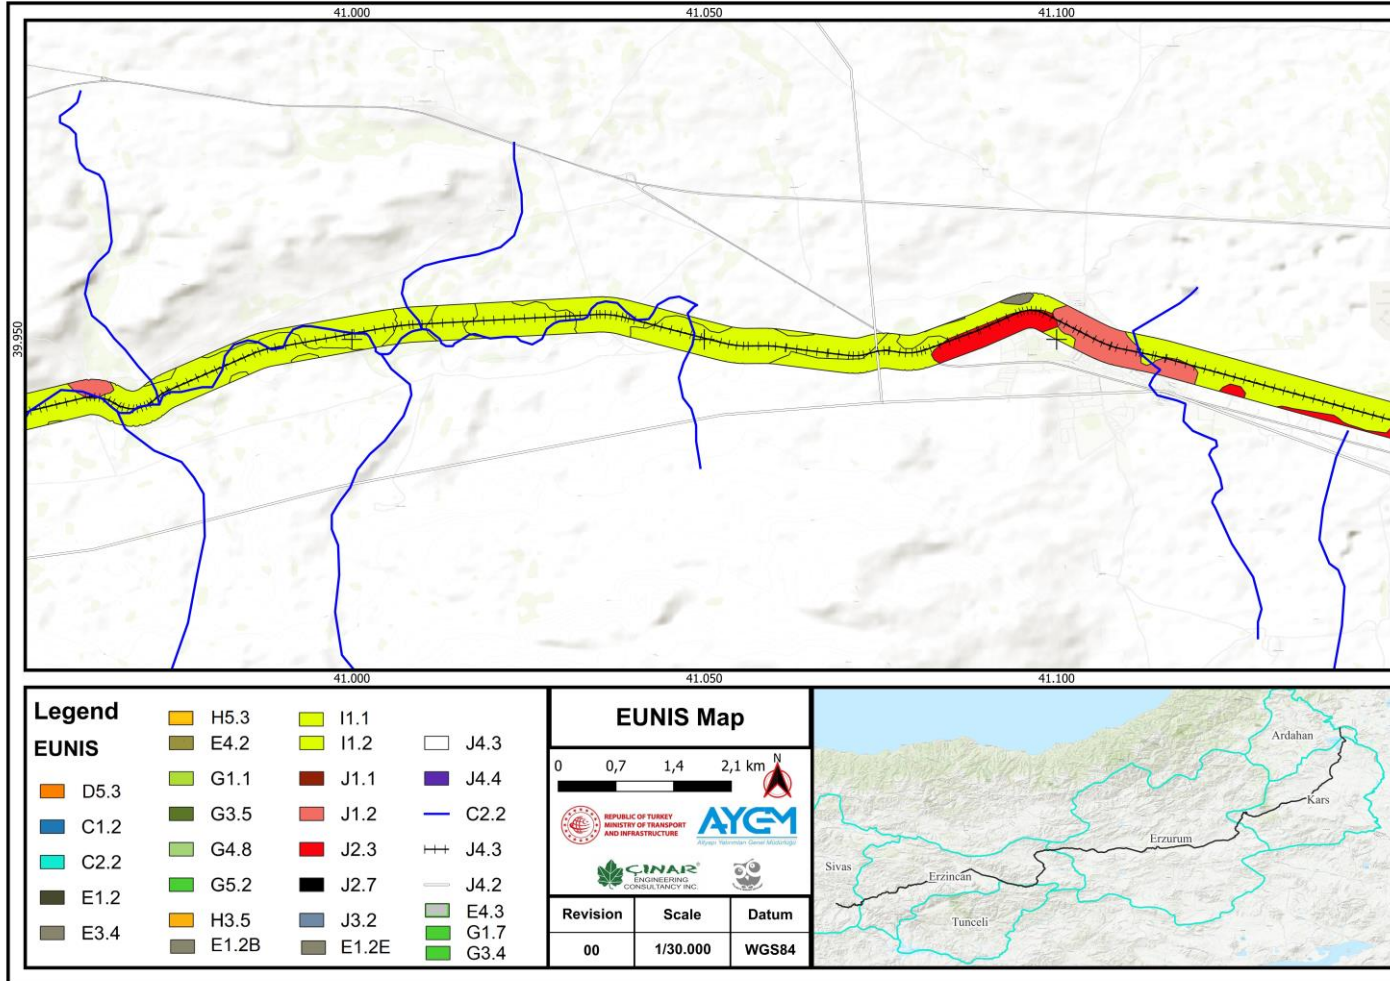 41.000 41.050 41.100
39.950
41.000 41.050 41.100
Legend
EUNIS
D5.3
C1.2
C2.2
E1.2
E3.4
H5.3
E4.2
G1.1
G3.5
G4.8
G5.2
H3.5
E1.2B
I1.1
I1.2
J1.1
J1.2
J2.3
J2.7
J3.2
E1.2E
J4.3
J4.4
C2.2
J4.3
J4.2
E4.3
G1.7
G3.4
EUNIS Map
0 0,7 1,4 2,1 km
N
REPUBLIC OF TURKEY
MINISTRY OF TRANSPORT
AND INFRASTRUCTURE
AYGM
Altyapı Yatırımları Genel Müdürlüğü
ÇINAR
ENGINEERING
CONSULTANCY INC.
Revision Scale Datum
00 1/30.000 WGS84
Ardahan
Kars
Erzurum
Sivas
Erzincan
Tunceli